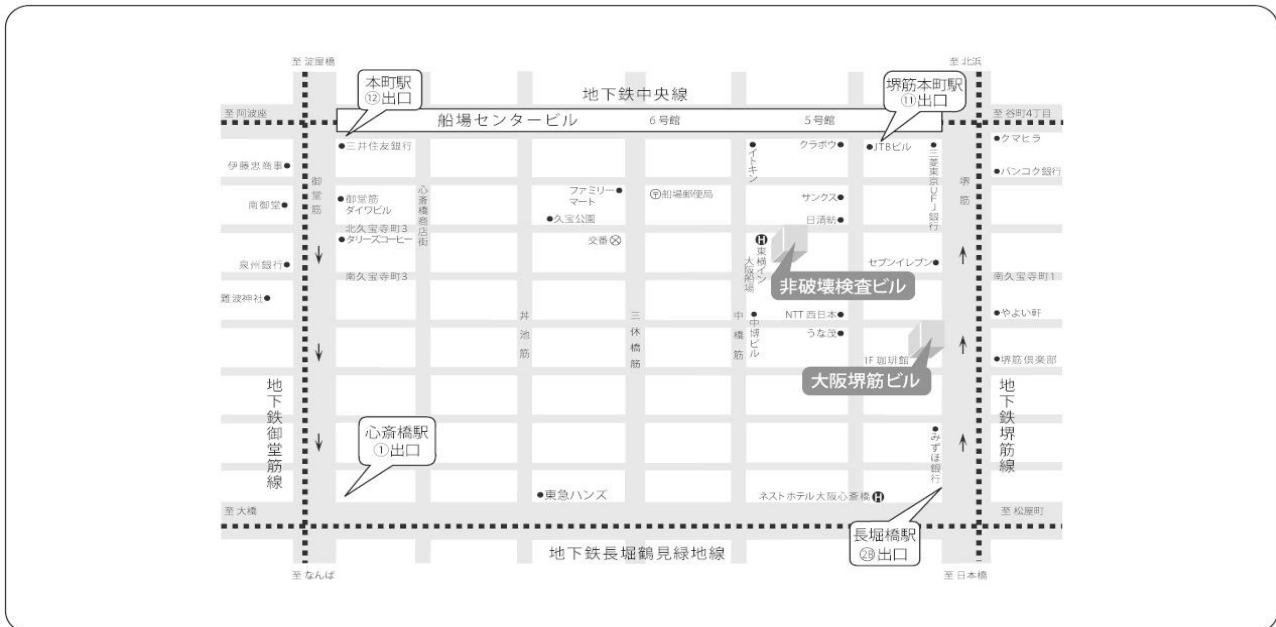 至 淀屋橋
至 北浜
本町駅
⑫出口
地下鉄中央線
堺筋本町駅
⑪出口
至 阿波座
船場センタービル
6号館
5号館
至 谷町4丁目
三井住友銀行
イトキン
クラボウ
JTBビル
三菱東京UFJ銀行
クマヒラ
伊藤忠商事
バンコク銀行
御堂筋
心斎橋商店街
堺筋
南御堂
御堂筋
ダイワビル
ファミリー
マート
〒船場郵便局
サンクス
久宝公園
日清紡
北久宝寺町3
タリーズコーヒー
交番
H
東横イン
大阪船場
泉州銀行
セブンイレブン
南久宝寺町3
非破壊検査ビル
南久宝寺町1
難波神社
丼池筋
三休橋筋
中橋筋
中博ビル
NTT西日本
やよい軒
うな茂
1F 珈琲館
堺筋倶楽部
大阪堺筋ビル
地下鉄御堂筋線
地下鉄堺筋線
心斎橋駅
①出口
みずほ銀行
東急ハンズ
ネストホテル大阪心斎橋 H
至 大橋
至 松屋町
長堀橋駅
2B出口
地下鉄長堀鶴見緑地線
至 なんば
至 日本橋